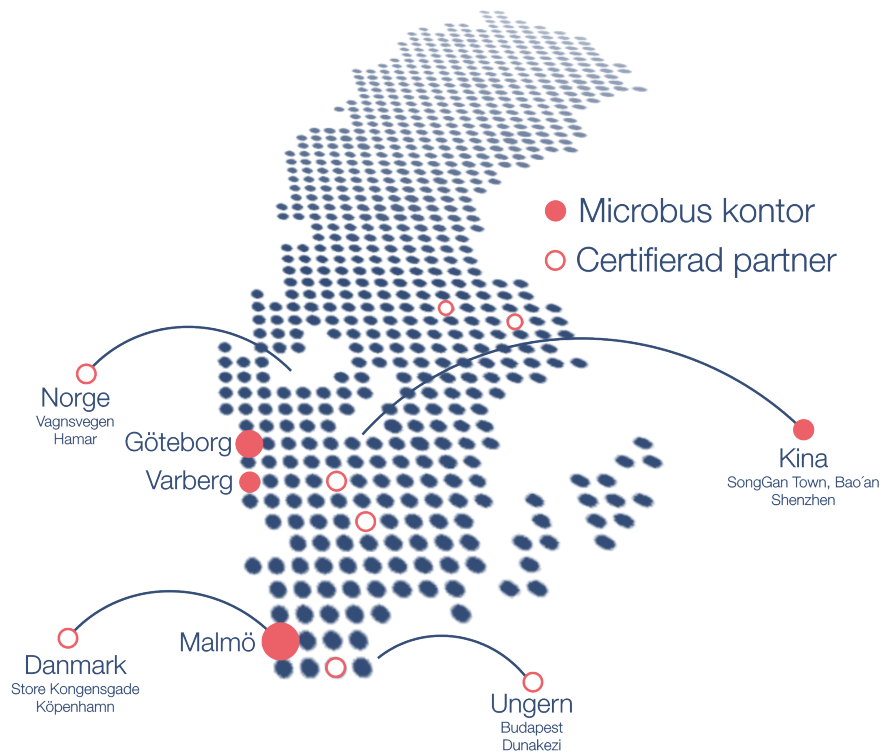 Microbus kontor
Certifierad partner
Norge
Vagnsvegen
Hamar
Göteborg
Varberg
Kina
SongGan Town, Bao´an
Shenzhen
Malmö
Danmark
Store Kongensgade
Köpenhamn
Ungern
Budapest
Dunakezi